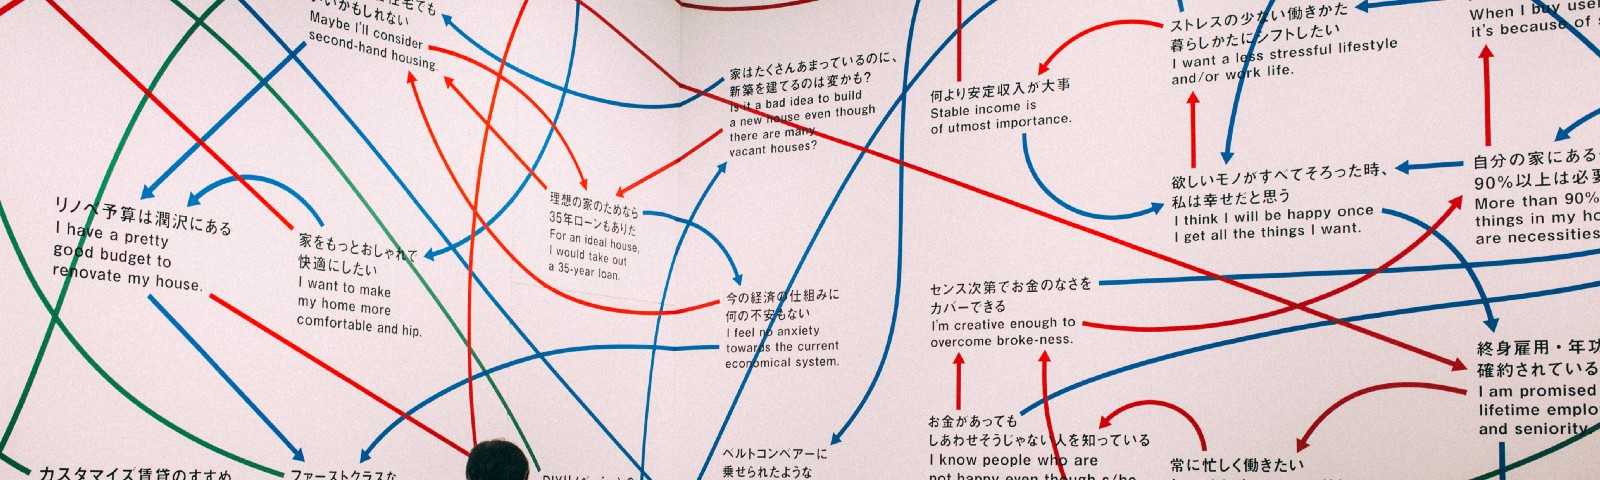 いかもしれない
Maybe I'll consider
second-hand housing.
家はたくさんあまっているのに、
新築を建てるのは変かも?
Is it a bad idea to build
a new house even though
there are many
vacant houses?
何より安定収入が大事
Stable income is
of utmost importance.
ストレスの少ない働きかた
暮らしかたにシフトしたい
I want a less stressful lifestyle
and/or work life.
When I buy
it's because of
リノベ予算は潤沢にある
I have a pretty
good budget to
renovate my house.
家をもっとおしゃれで
快適にしたい
I want to make
my home more
comfortable and hip.
理想の家のためなら
35年ローンもありだ
For an ideal house,
I would take out
a 35-year loan.
今の経済の仕組みに
何の不安もない
I feel no anxiety
towards the current
economical system.
欲しいモノがすべてそろった時、
私は幸せだと思う
I think I will be happy once
I get all the things I want.
自分の家にある
90%以上は必
More than 90%
things in my
are necessities
センス次第でお金のなさを
カバーできる
I'm creative enough to
overcome broke-ness.
終身雇用・年功
確約されている
I am promised
lifetime emplo
and seniority.
お金があっても
しあわせそうじゃない人を知っている
I know people who are
not happy even though s/he
常に忙しく働きたい
ベルトコンベアーに
乗せられたような
カスタマイズ賃貸のすすめ
ファーストクラスな